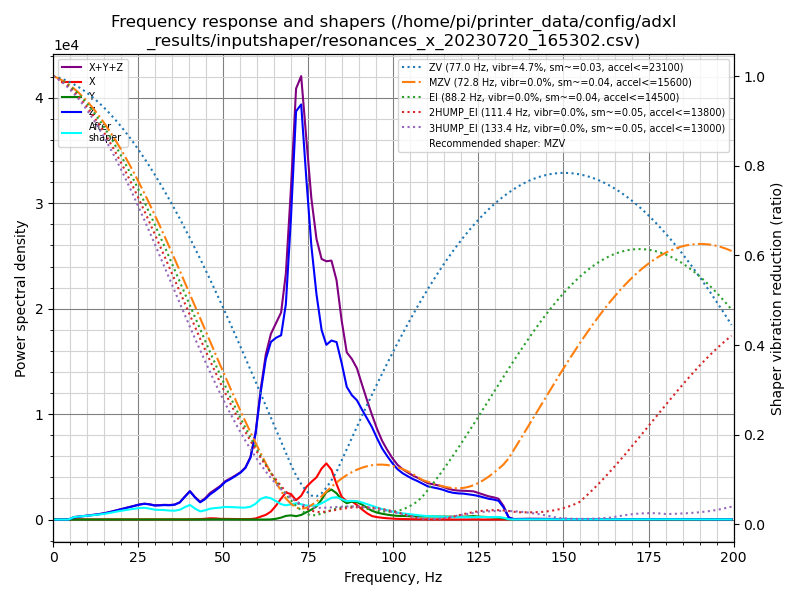 Frequency response and shapers (/home/pi/printer_data/config/adxl
_results/inputshaper/resonances_x_20230720_165302.csv)
1e4
X+Y+Z
X
Y
After
shaper
ZV (77.0 Hz, vibr=4.7%, sm~=0.03, accel<=23100)
MZV (72.8 Hz, vibr=0.0%, sm~=0.04, accel<=15600)
EI (88.2 Hz, vibr=0.0%, sm~=0.04, accel<=14500)
2HUMP_EI (111.4 Hz, vibr=0.0%, sm~=0.05, accel<=13800)
3HUMP_EI (133.4 Hz, vibr=0.0%, sm~=0.05, accel<=13000)
Recommended shaper: MZV
4
3
2
1
0
Power spectral density
1.0
0.8
0.6
0.4
0.2
0.0
Shaper vibration reduction (ratio)
0 25 50 75 100 125 150 175 200
Frequency, Hz